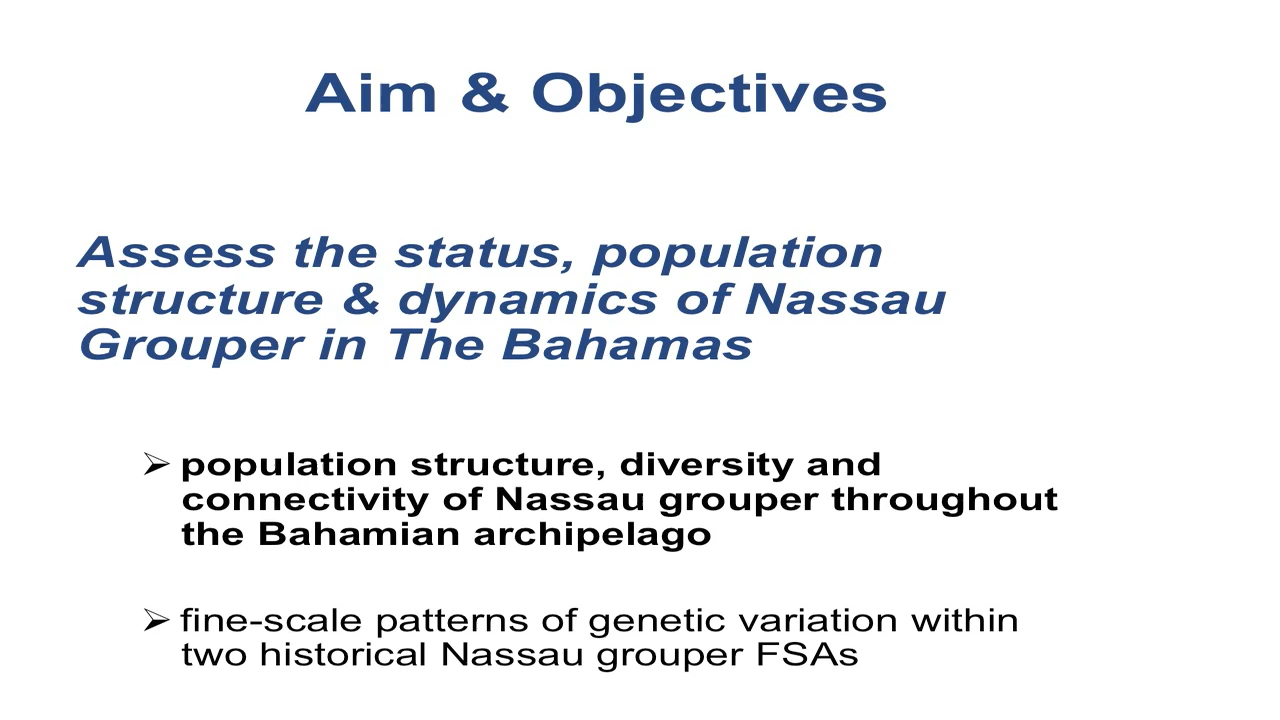 Aim & Objectives
Assess the status, population
structure & dynamics of Nassau
Grouper in The Bahamas
➢ population structure, diversity and
connectivity of Nassau grouper throughout
the Bahamian archipelago
➢ fine-scale patterns of genetic variation within
two historical Nassau grouper FSAs